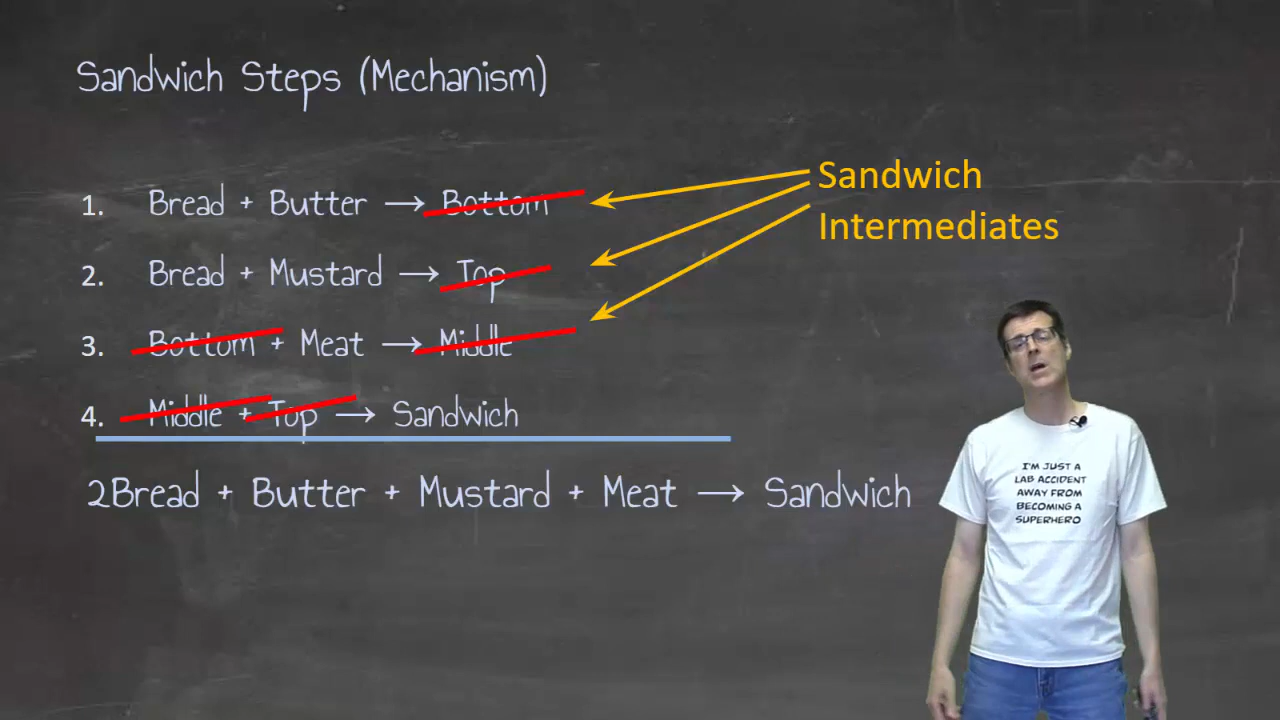 Sandwich Steps (Mechanism)
1. Bread + Butter → Bottom
2. Bread + Mustard → Top
3. Bottom + Meat → Middle
4. Middle + Top → Sandwich
2Bread + Butter + Mustard + Meat → Sandwich
Sandwich
Intermediates
I'M JUST A
LAB ACCIDENT
AWAY FROM
BECOMING A
SUPERHERO